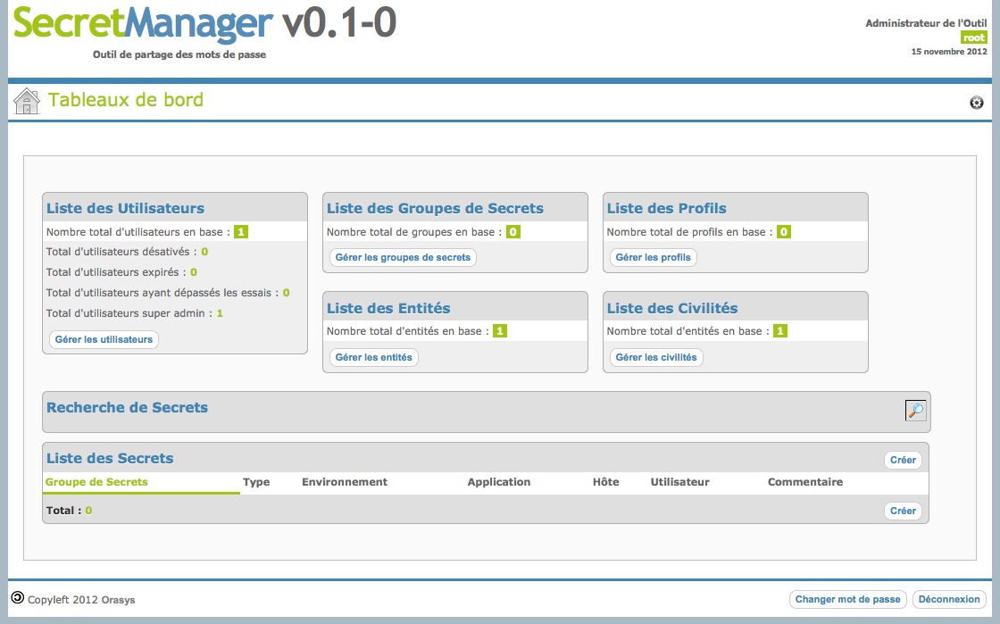 SecretManager v0.1-0
Outil de partage des mots de passe
Administrateur de l'Outil
root
15 novembre 2012
Tableaux de bord
Liste des Utilisateurs
Nombre total d'utilisateurs en base : 1
Total d'utilisateurs désativés : 0
Total d'utilisateurs expirés : 0
Total d'utilisateurs ayant dépassés les essais : 0
Total d'utilisateurs super admin : 1
Gérer les utilisateurs
Liste des Groupes de Secrets
Nombre total de groupes en base : 0
Gérer les groupes de secrets
Liste des Profils
Nombre total de profils en base : 0
Gérer les profils
Liste des Entités
Nombre total d'entités en base : 1
Gérer les entités
Liste des Civilités
Nombre total d'entités en base : 1
Gérer les civilités
Recherche de Secrets
Liste des Secrets
Créer
Groupe de Secrets Type Environnement Application Hôte Utilisateur Commentaire
Total : 0
Créer
Copyleft 2012 Orasys
Changer mot de passe
Déconnexion